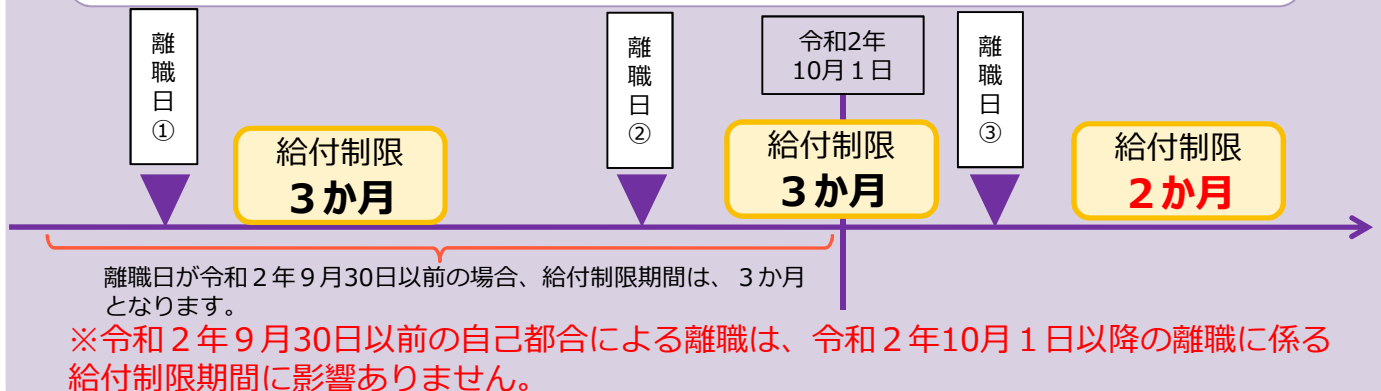 離職日①
給付制限
３か月
離職日②
令和2年
10月１日
給付制限
３か月
離職日③
給付制限
２か月
離職日が令和２年９月30日以前の場合、給付制限期間は、３か月
となります。
※令和２年９月30日以前の自己都合による離職は、令和２年10月１日以降の離職に係る
給付制限期間に影響ありません。